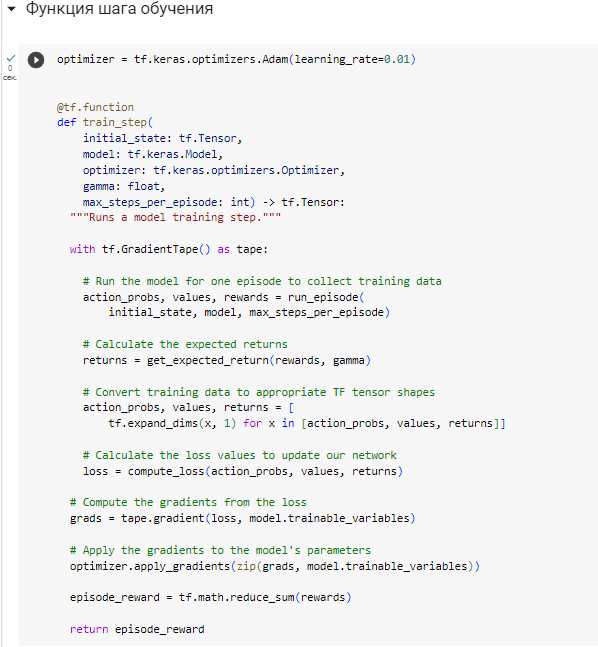 Функция шага обучения
0
сек.
optimizer = tf.keras.optimizers.Adam(learning_rate=0.01)
@tf.function
def train_step(
    initial_state: tf.Tensor,
    model: tf.keras.Model,
    optimizer: tf.keras.optimizers.Optimizer,
    gamma: float,
    max_steps_per_episode: int) -> tf.Tensor:
  """Runs a model training step."""
  with tf.GradientTape() as tape:
    # Run the model for one episode to collect training data
    action_probs, values, rewards = run_episode(
        initial_state, model, max_steps_per_episode)
    # Calculate the expected returns
    returns = get_expected_return(rewards, gamma)
    # Convert training data to appropriate TF tensor shapes
    action_probs, values, returns = [
        tf.expand_dims(x, 1) for x in [action_probs, values, returns]]
    # Calculate the loss values to update our network
    loss = compute_loss(action_probs, values, returns)
  # Compute the gradients from the loss
  grads = tape.gradient(loss, model.trainable_variables)
  # Apply the gradients to the model's parameters
  optimizer.apply_gradients(zip(grads, model.trainable_variables))
  episode_reward = tf.math.reduce_sum(rewards)
  return episode_reward